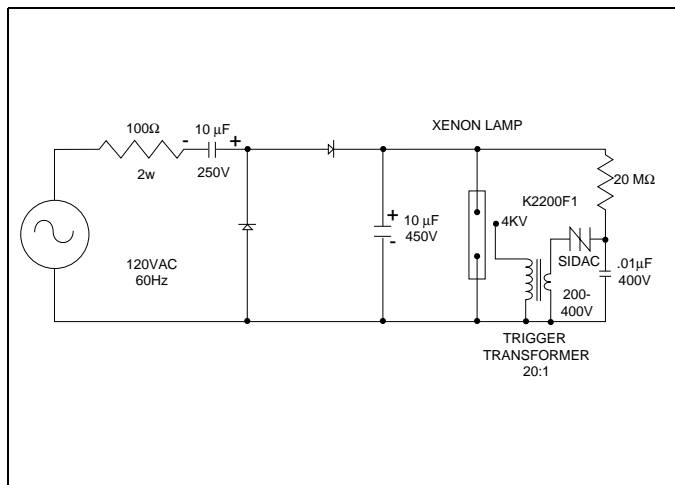 100Ω
2w
- 10 µF +
250V
120VAC
60Hz
+
10 µF
450V
-
XENON LAMP
4KV
K2200F1
20 MΩ
SIDAC
.01µF
400V
200-
400V
TRIGGER
TRANSFORMER
20:1